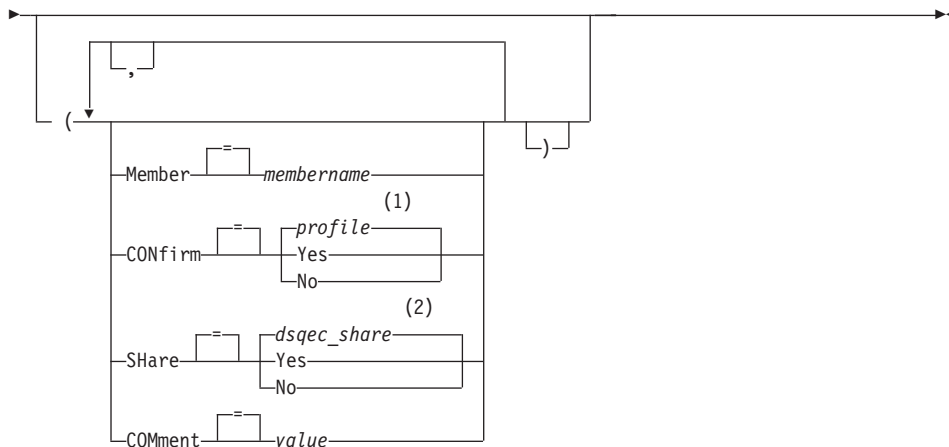 ,
(
)
=
Member membername
(1)
profile
=
CONfirm Yes
No
(2)
dsqec_share
=
SHare Yes
No
=
COMment value